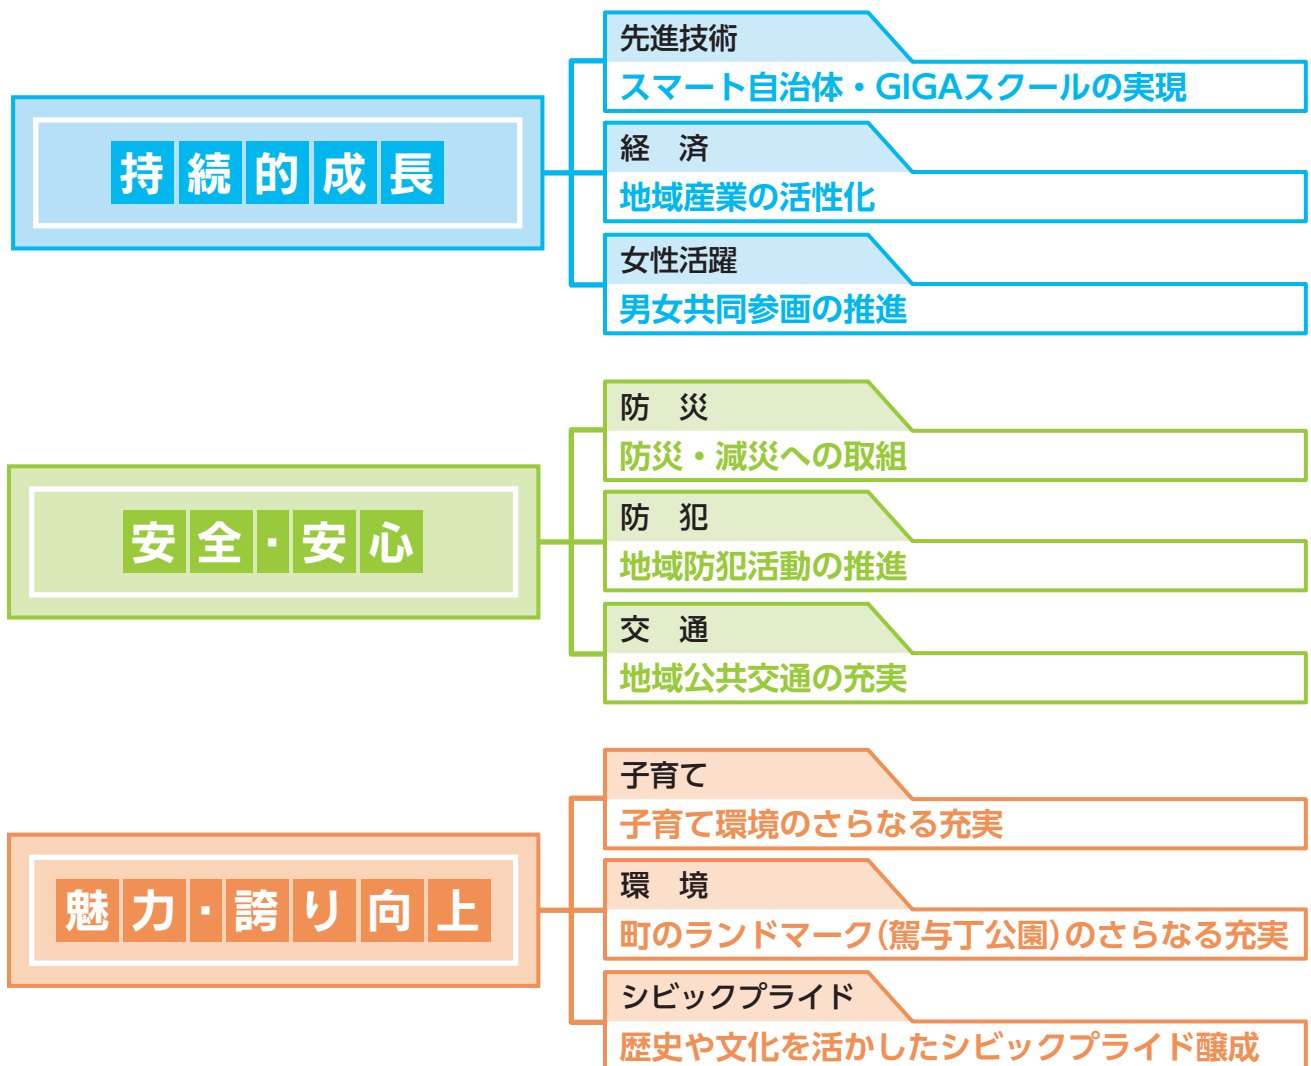 持続的成長
先進技術
スマート自治体・GIGAスクールの実現
経　済
地域産業の活性化
女性活躍
男女共同参画の推進
安全・安心
防　災
防災・減災への取組
防　犯
地域防犯活動の推進
交　通
地域公共交通の充実
魅力・誇り向上
子育て
子育て環境のさらなる充実
環　境
町のランドマーク(駕与丁公園)のさらなる充実
シビックプライド
歴史や文化を活かしたシビックプライド醸成